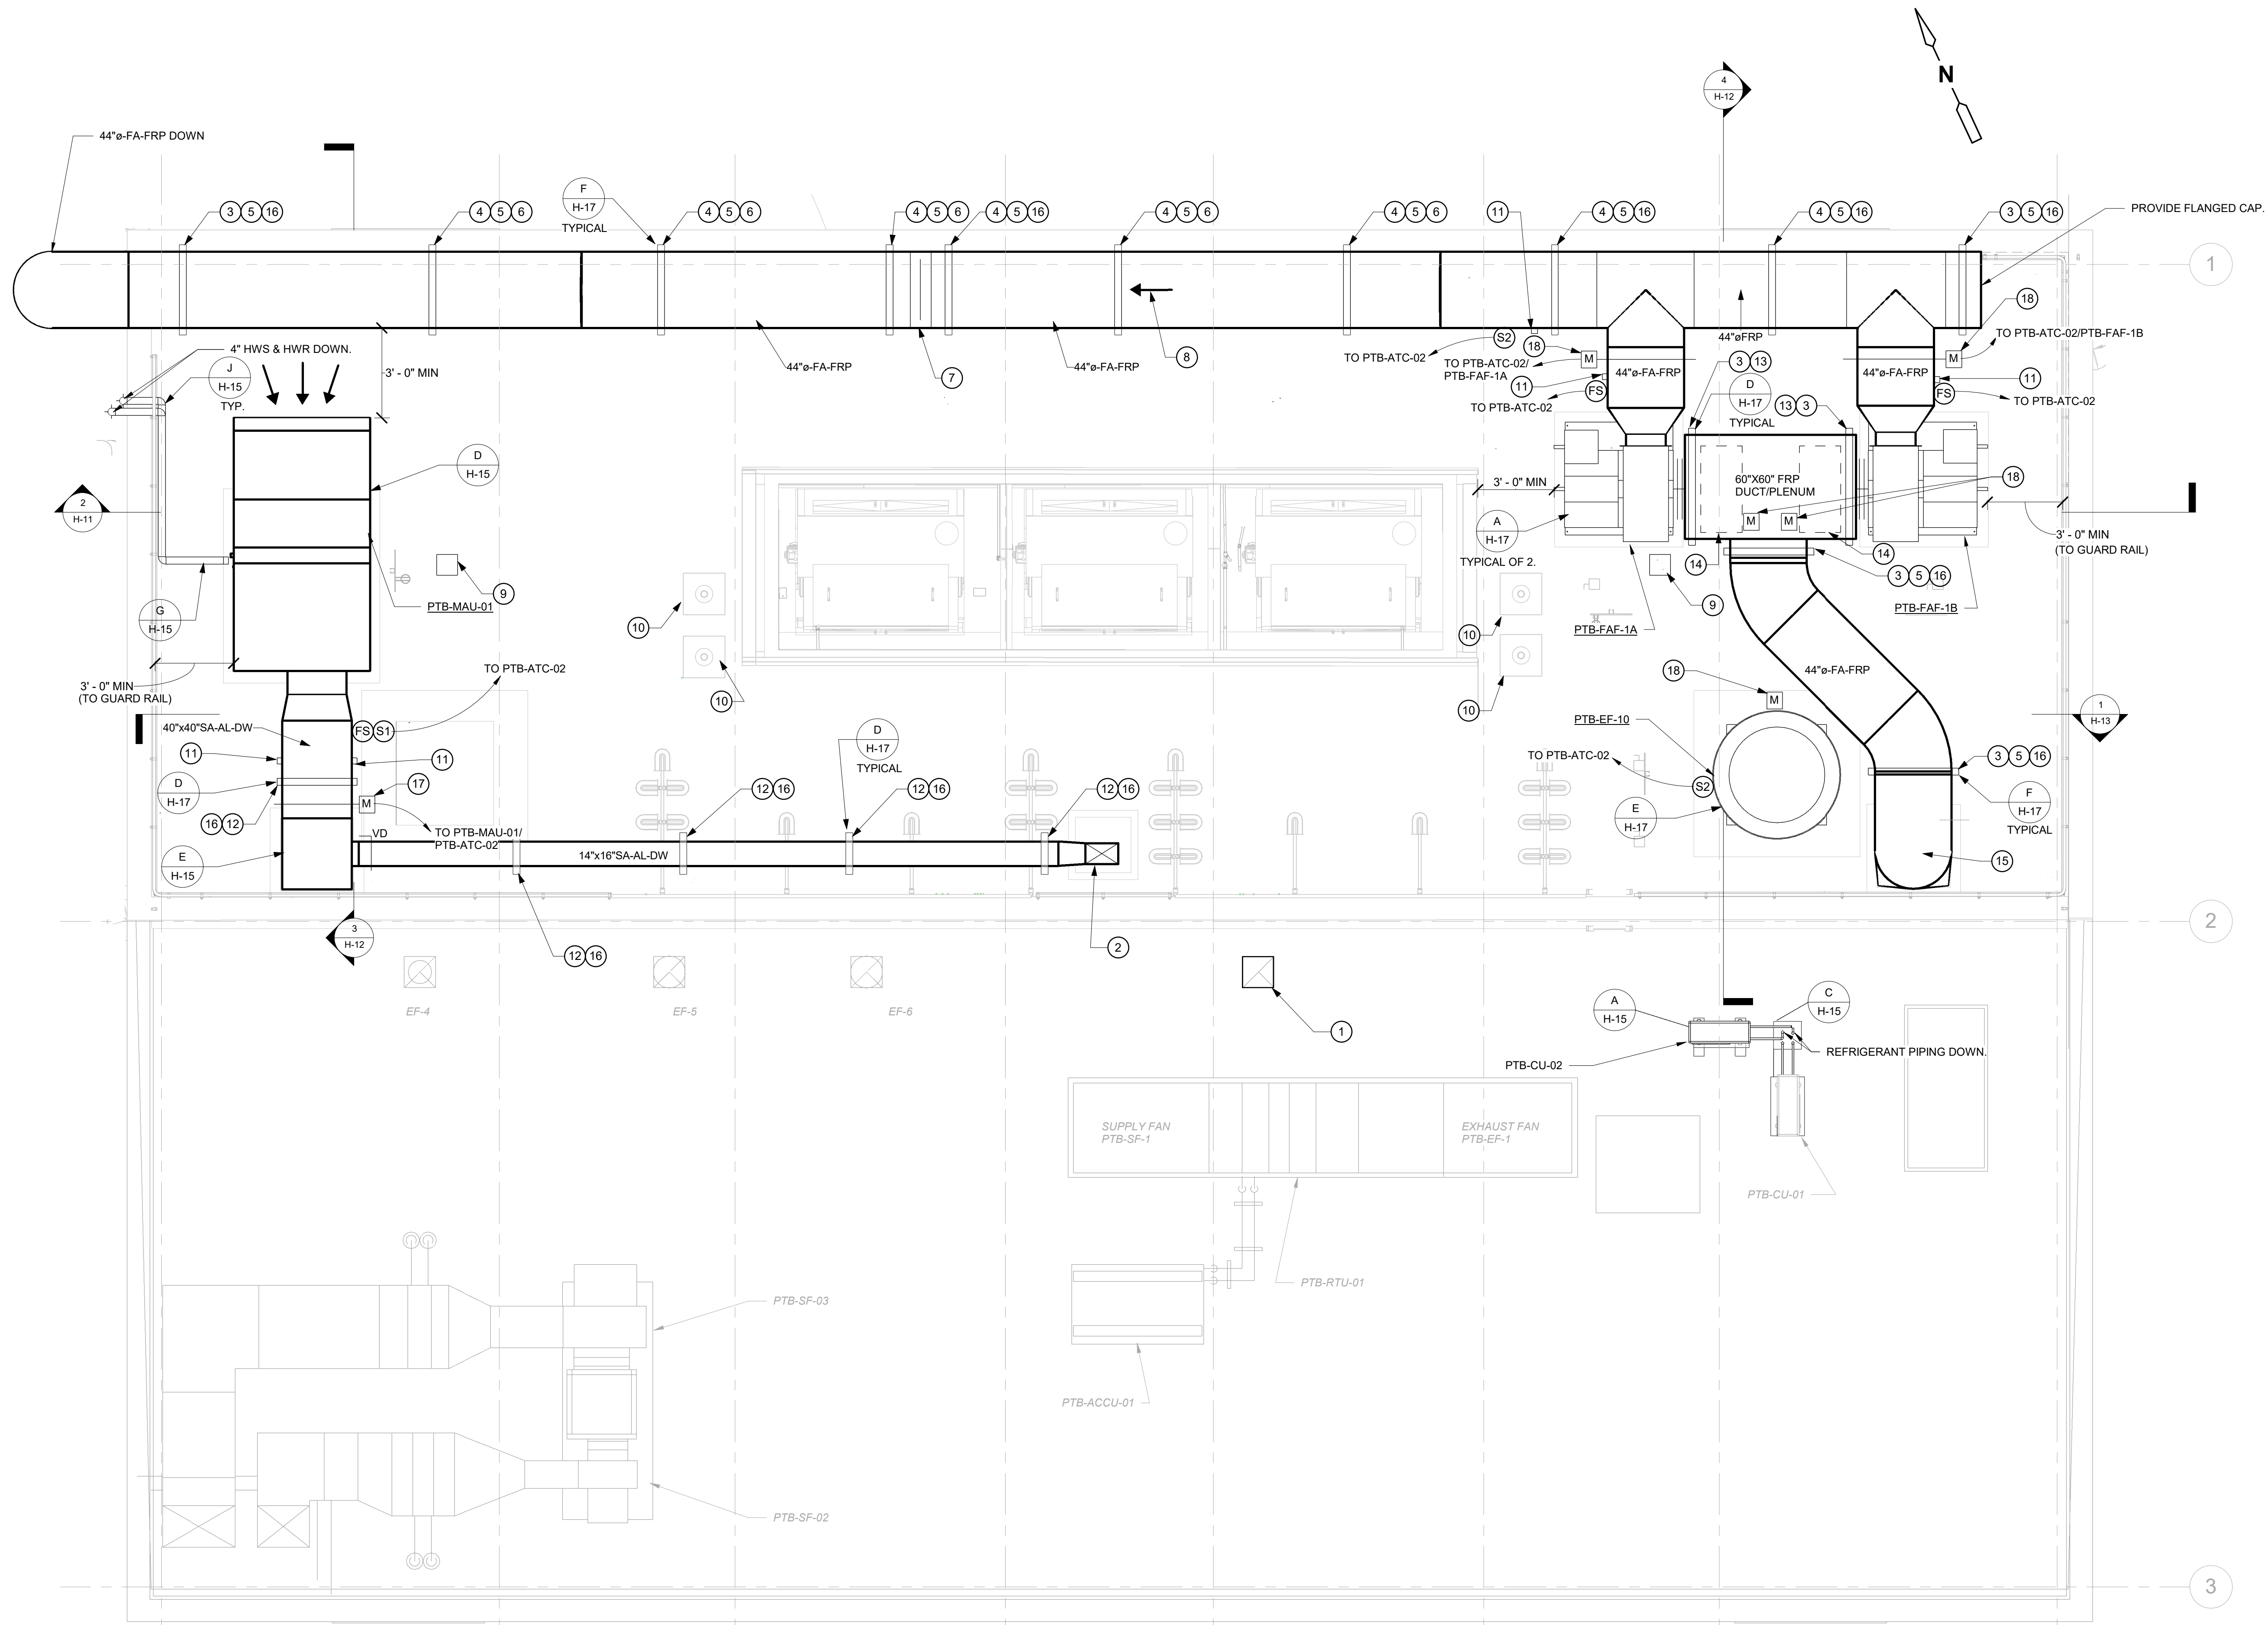 N
4
H-12
44"ø-FA-FRP DOWN
3 5 16
4 5 6
F
H-17
TYPICAL
4 5 6
4 5 6
4 5 16
4 5 6
4 5 6
11
4 5 16
4 5 16
3 5 16
PROVIDE FLANGED CAP.
1
18
TO PTB-ATC-02/PTB-FAF-1B
4" HWS & HWR DOWN.
J
H-15
TYP.
3' - 0" MIN
44"ø-FA-FRP
7
44"ø-FA-FRP
8
S2
TO PTB-ATC-02
18
M
TO PTB-ATC-02/
PTB-FAF-1A
11
FS
TO PTB-ATC-02
44"øFRP
44"ø-FA-FRP
3 13
D
H-17
TYPICAL
13 3
44"ø-FA-FRP
M
11
FS
TO PTB-ATC-02
D
H-15
2
H-11
3' - 0" MIN
A
H-17
TYPICAL OF 2.
60"X60" FRP
DUCT/PLENUM
M
M
18
3' - 0" MIN
(TO GUARD RAIL)
14
14
3 5 16
9
PTB-MAU-01
G
H-15
10
10
10
10
9
PTB-FAF-1A
PTB-FAF-1B
3' - 0" MIN
(TO GUARD RAIL)
TO PTB-ATC-02
18
M
44"ø-FA-FRP
1
H-13
40"x40"SA-AL-DW
FS S1
11
11
D
H-17
17
M
16 12
TO PTB-MAU-01/
PTB-ATC-02
VD
E
H-15
14"x16"SA-AL-DW
D
H-17
TYPICAL
12 16
12 16
12 16
PTB-EF-10
TO PTB-ATC-02
S2
E
H-17
3 5 16
F
H-17
TYPICAL
15
3
H-12
12 16
2
2
EF-4
EF-5
EF-6
1
A
H-15
C
H-15
PTB-CU-02
REFRIGERANT PIPING DOWN.
SUPPLY FAN
PTB-SF-1
EXHAUST FAN
PTB-EF-1
PTB-CU-01
PTB-RTU-01
PTB-SF-03
PTB-ACCU-01
PTB-SF-02
3